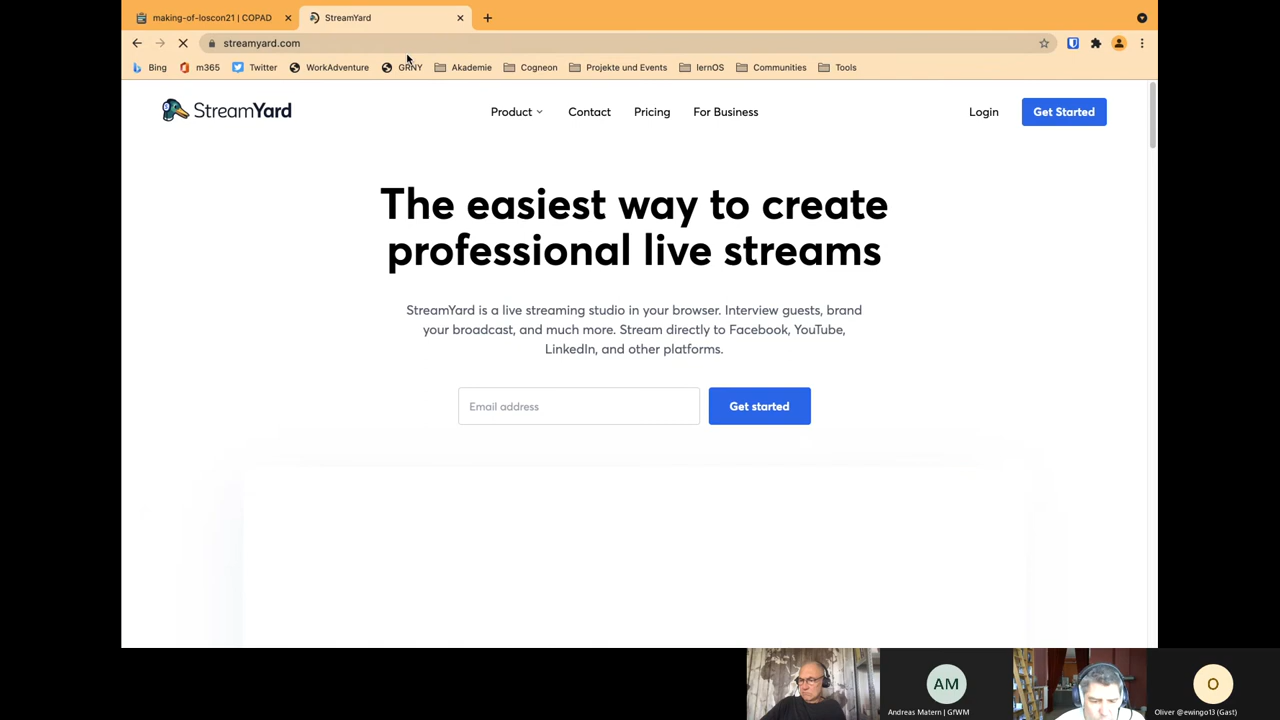 making-of-loscon21 | COPAD
StreamYard
streamyard.com
Bing
m365
Twitter
WorkAdventure
GRNY
Akademie
Cogneon
Projekte und Events
lernOS
Communities
Tools
StreamYard
Product
Contact
Pricing
For Business
Login
Get Started
The easiest way to create
professional live streams
StreamYard is a live streaming studio in your browser. Interview guests, brand
your broadcast, and much more. Stream directly to Facebook, YouTube,
LinkedIn, and other platforms.
Email address
Get started
AM
O
Andreas Matern | GfWM
Oliver @ewingo13 (Gast)